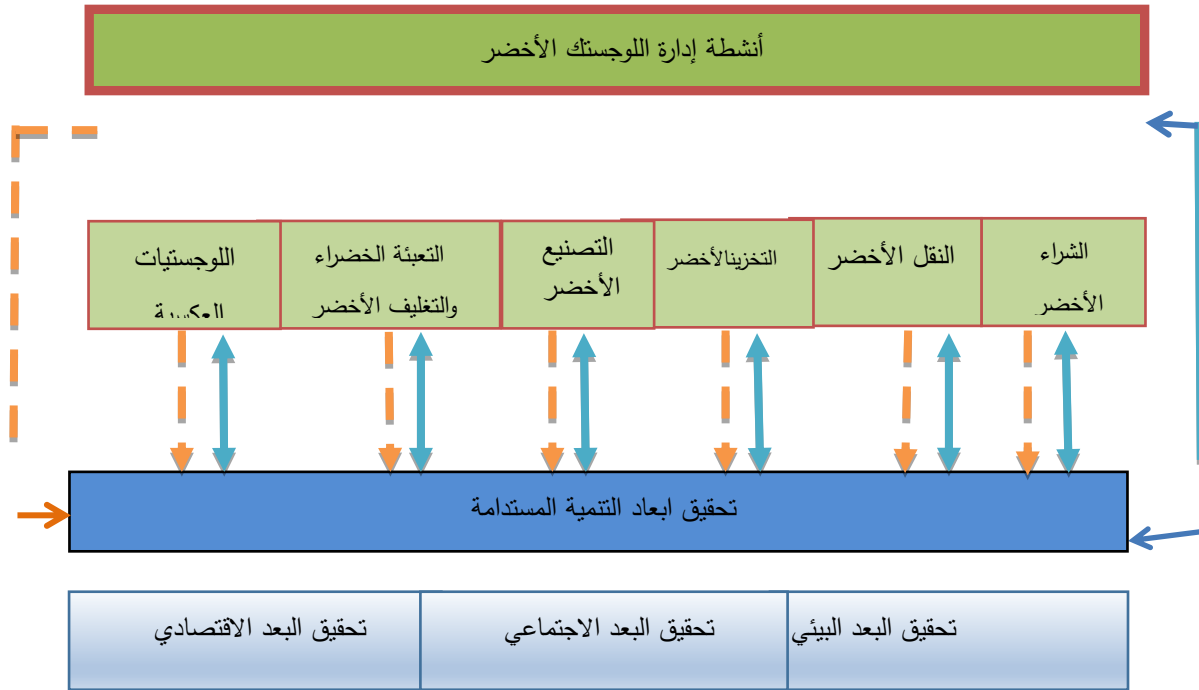 أنشطة إدارة اللوجستك الأخضر
الشراء
الأخضر
النقل الأخضر
التخزينالأخضر
التصنيع
الأخضر
التعبئة الخضراء
والتغليف الأخضر
اللوجستيات
العكسية
تحقيق ابعاد التنمية المستدامة
تحقيق البعد البيئي
تحقيق البعد الاجتماعي
تحقيق البعد الاقتصادي